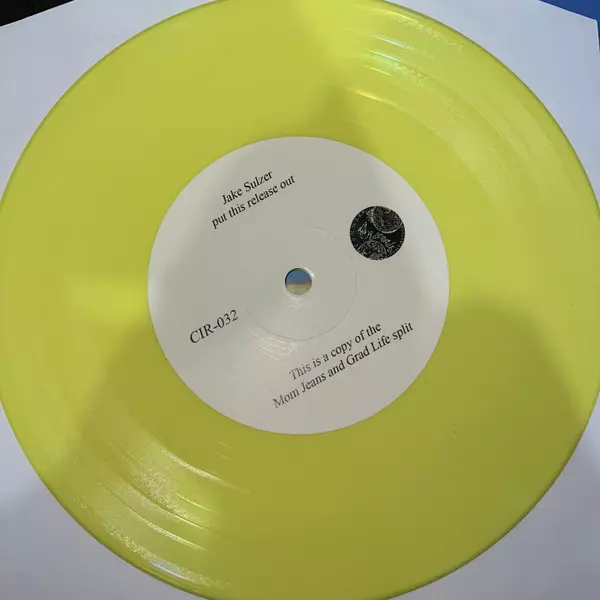 Jake Sulzer
put this release out
CIR-032
This is a copy of the
Mom Jeans and Grad Life split